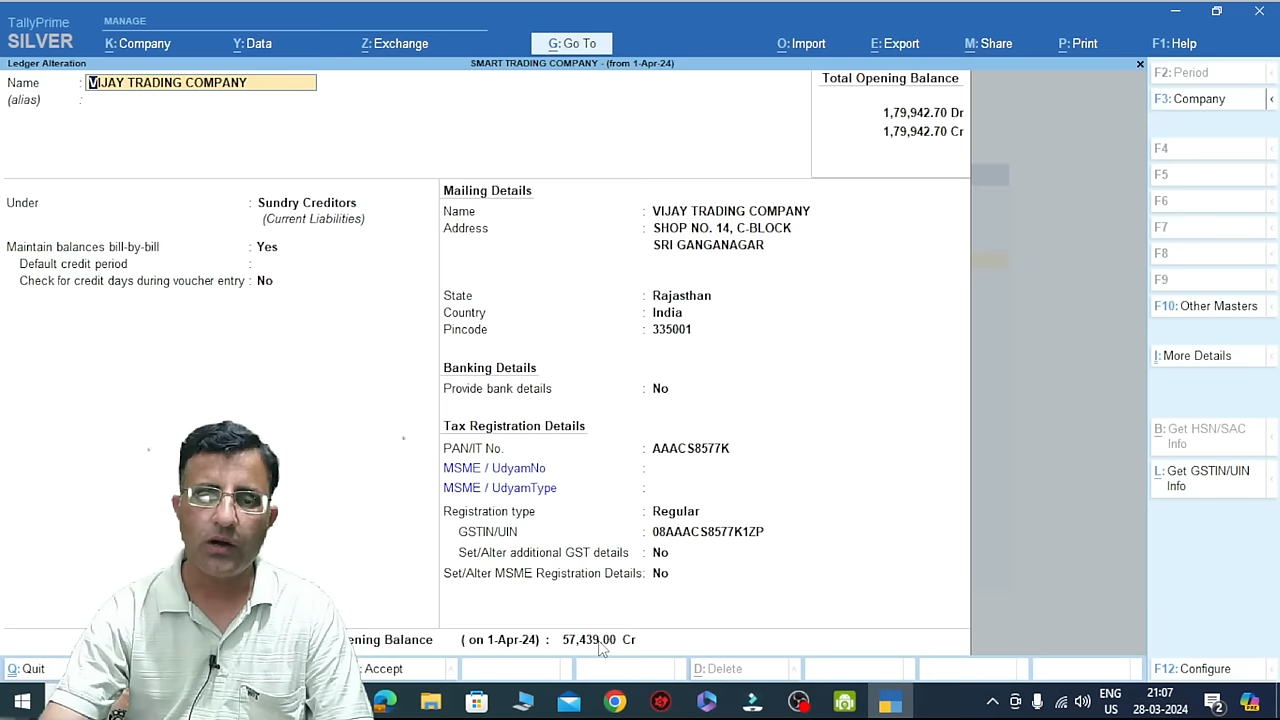 TallyPrime
SILVER
MANAGE
K: Company
Y: Data
Z: Exchange
G: Go To
O: Import
E: Export
M: Share
P: Print
F1: Help
Ledger Alteration
SMART TRADING COMPANY - (from 1-Apr-24)
Name : VIJAY TRADING COMPANY
(alias) :
Total Opening Balance
1,79,942.70 Dr
1,79,942.70 Cr
Under : Sundry Creditors
(Current Liabilities)
Maintain balances bill-by-bill : Yes
Default credit period :
Check for credit days during voucher entry : No
Mailing Details
Name : VIJAY TRADING COMPANY
Address : SHOP NO. 14, C-BLOCK
SRI GANGANAGAR
State : Rajasthan
Country : India
Pincode : 335001
Banking Details
Provide bank details : No
Tax Registration Details
PAN/IT No. : AAACS8577K
MSME / UdyamNo :
MSME / UdyamType :
Registration type : Regular
GSTIN/UIN : 08AAACS8577K1ZP
Set/Alter additional GST details : No
Set/Alter MSME Registration Details: No
ening Balance ( on 1-Apr-24) : 57,439.00 Cr
Q: Quit
: Accept
D: Delete
F12: Configure
F2: Period
F3: Company
F4
F5
F6
F7
F8
F9
F10: Other Masters
I: More Details
B: Get HSN/SAC
Info
L: Get GSTIN/UIN
Info
ENG
US
21:07
28-03-2024
2
PRE